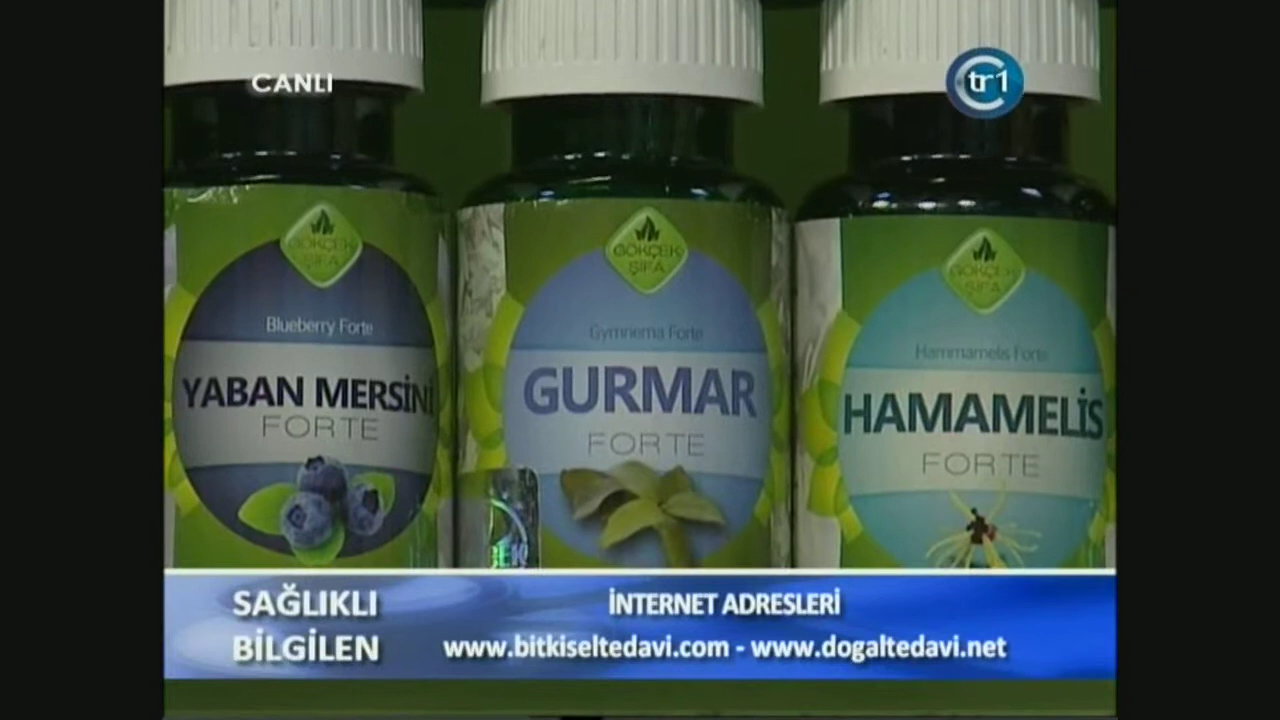 CANLI
tr1
GÖKÇEK
ŞİFA
Blueberry Forte
YABAN MERSİNİ
FORTE
GÖKÇEK
ŞİFA
Gymnema Forte
GURMAR
FORTE
GÖKÇEK
ŞİFA
Hammamelis Forte
HAMAMELİS
FORTE
SAĞLIKLI
BİLGİLEN
İNTERNET ADRESLERİ
www.bitkiseltedavi.com - www.dogaltedavi.net